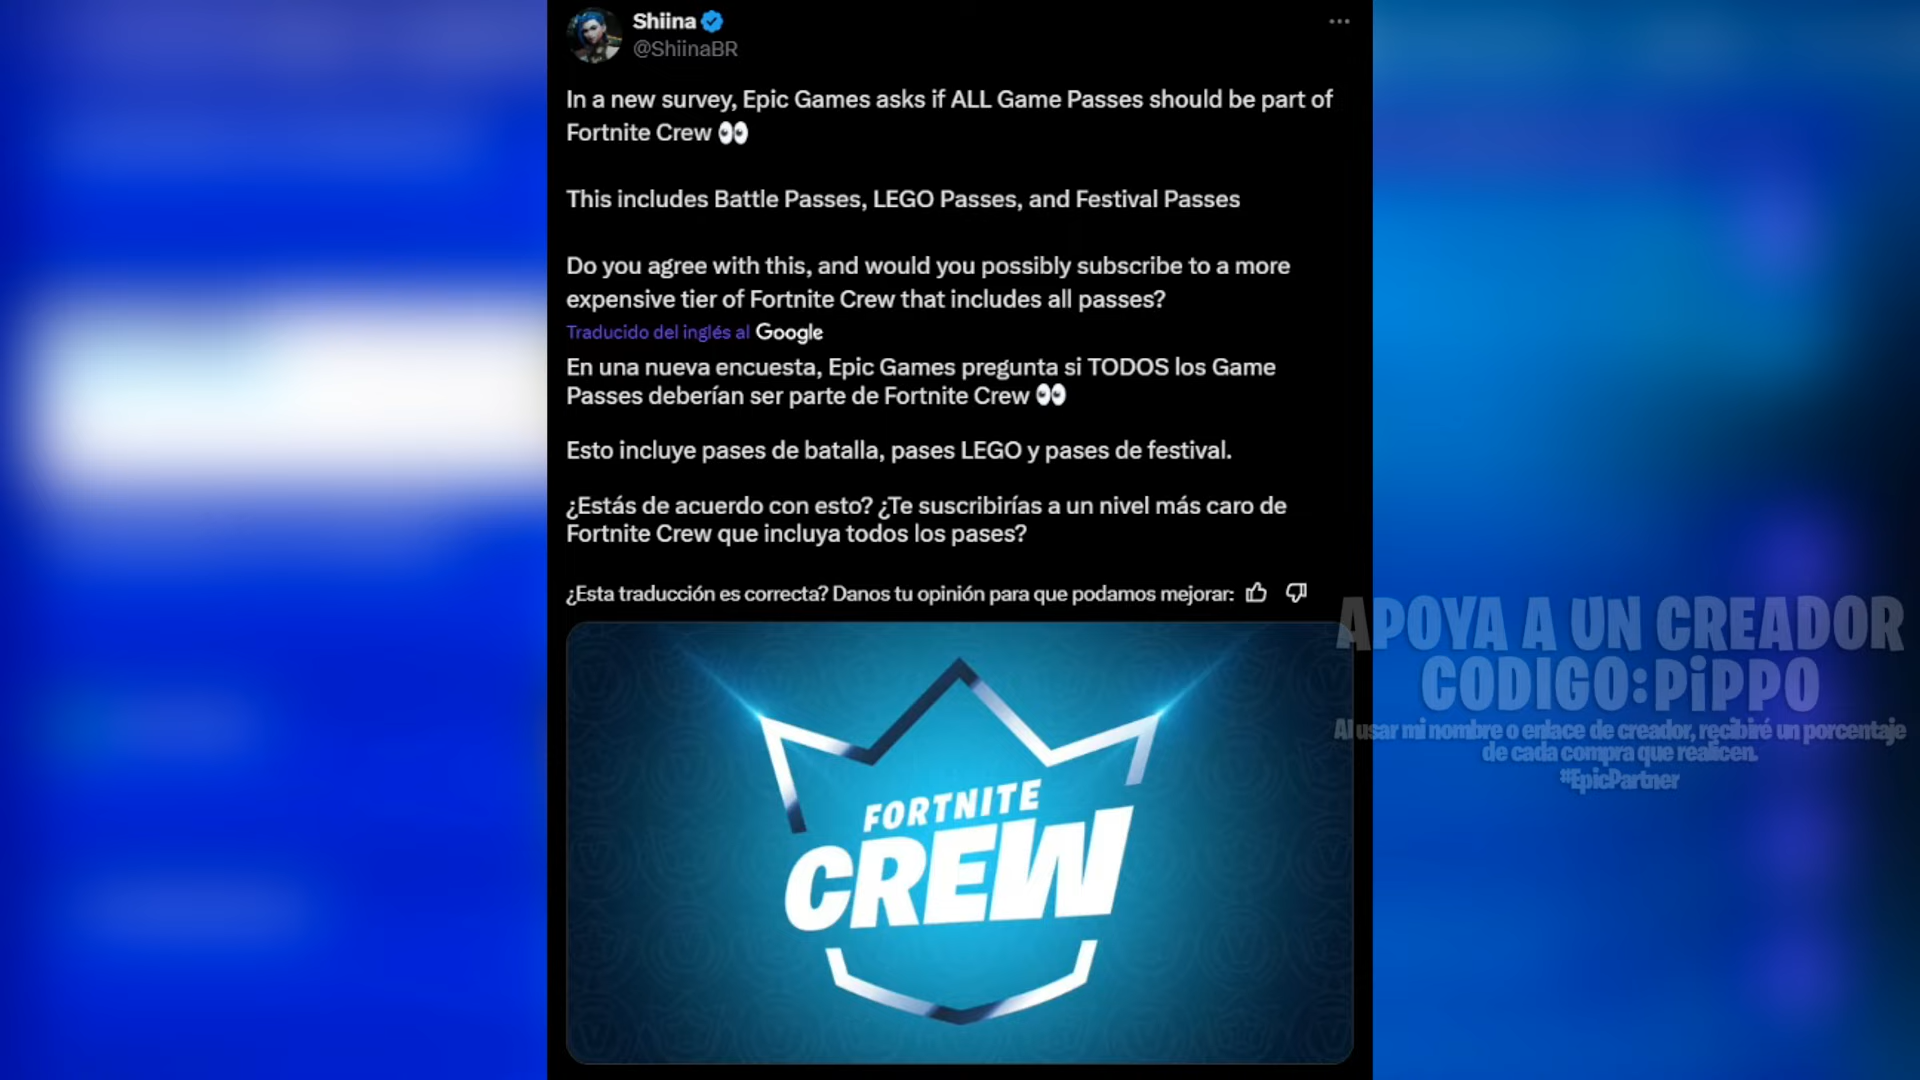 Shiina
@ShiinaBR
In a new survey, Epic Games asks if ALL Game Passes should be part of
Fortnite Crew 👀
This includes Battle Passes, LEGO Passes, and Festival Passes
Do you agree with this, and would you possibly subscribe to a more
expensive tier of Fortnite Crew that includes all passes?
Traducido del inglés al Google
En una nueva encuesta, Epic Games pregunta si TODOS los Game
Passes deberían ser parte de Fortnite Crew 👀
Esto incluye pases de batalla, pases LEGO y pases de festival.
¿Estás de acuerdo con esto? ¿Te suscribirías a un nivel más caro de
Fortnite Crew que incluya todos los pases?
¿Esta traducción es correcta? Danos tu opinión para que podamos mejorar:
FORTNITE
CREW
APOYA A UN CREADOR
CODIGO:PiPPO
Al usar mi nombre o enlace de creador, recibiré un porcentaje
de cada compra que realicen.
#EpicPartner